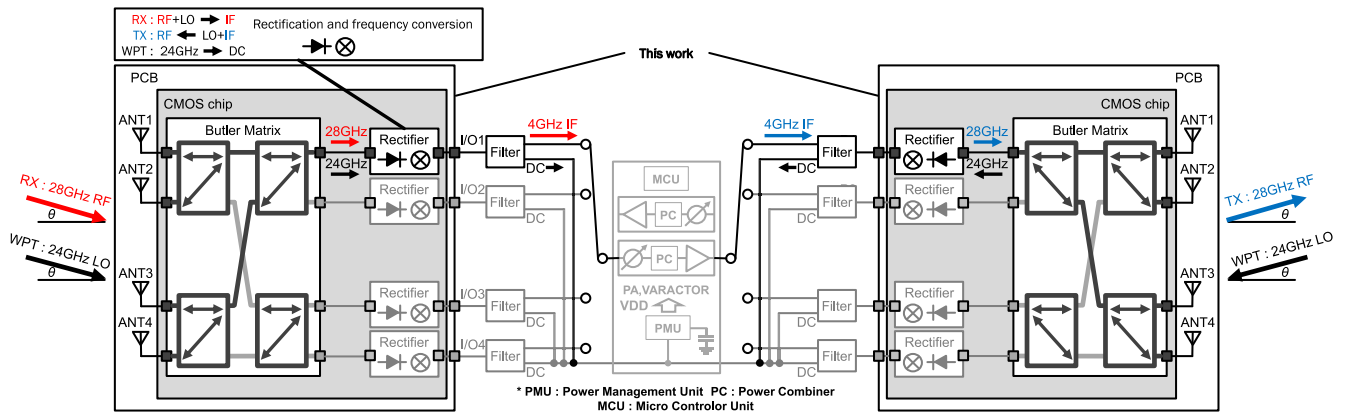 RX : RF+LO → IF
TX : RF ← LO+IF
WPT : 24GHz → DC
Rectification and frequency conversion
This work
PCB
CMOS chip
Butler Matrix
ANT1
ANT2
ANT3
ANT4
RX : 28GHz RF
θ
WPT : 24GHz LO
θ
28GHz
24GHz
Rectifier
Rectifier
Rectifier
Rectifier
I/O1
I/O2
I/O3
I/O4
Filter
Filter
Filter
Filter
4GHz IF
DC
DC
DC
DC
MCU
PC
PC
PA,VARACTOR
VDD
PMU
* PMU : Power Management Unit PC : Power Combiner
MCU : Micro Controlor Unit
4GHz IF
DC
DC
DC
DC
Filter
Filter
Filter
Filter
PCB
CMOS chip
Butler Matrix
Rectifier
Rectifier
Rectifier
Rectifier
28GHz
24GHz
ANT1
ANT2
ANT3
ANT4
TX : 28GHz RF
θ
WPT : 24GHz LO
θ